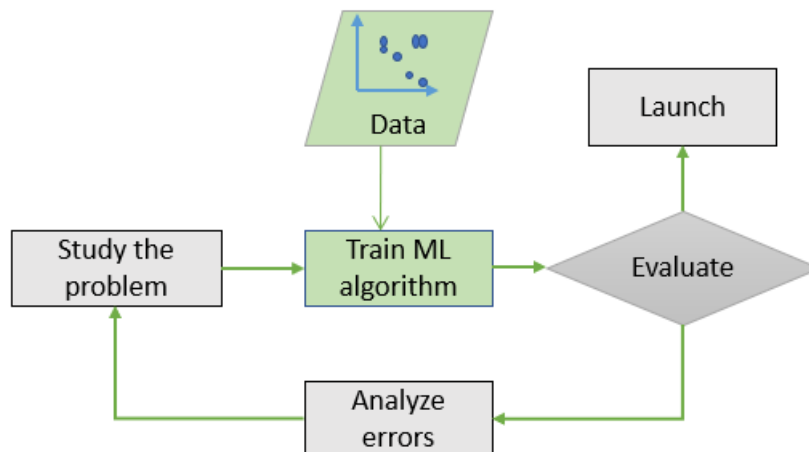 Data
Launch
Study the
problem
Train ML
algorithm
Evaluate
Analyze
errors